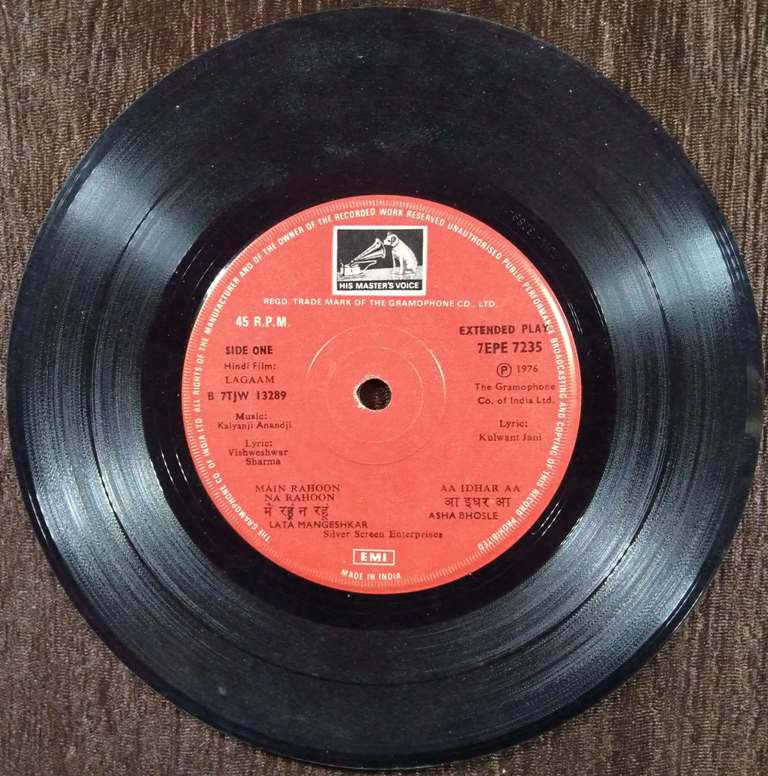 THE GRAMOPHONE CO. OF INDIA LTD. ALL RIGHTS OF THE MANUFACTURER AND OF THE OWNER OF THE RECORDED WORK RESERVED UNAUTHORISED PUBLIC PERFORMANCE BROADCASTING AND COPYING OF THIS RECORD PROHIBITED
HIS MASTER'S VOICE
REGD. TRADE MARK OF THE GRAMOPHONE CO., LTD.
45 R.P.M.
EXTENDED PLAY
7EPE 7235
Ⓟ 1976
The Gramophone
Co. of India Ltd.
SIDE ONE
Hindi Film:
LAGAAM
B 7TJW 13289
Music:
Kalyanji Anandji
Lyric:
Vishweshwar
Sharma
Lyric:
Kulwant Jani
MAIN RAHOON
NA RAHOON
में रहूं न रहूं
LATA MANGESHKAR
AA IDHAR AA
आ इधर आ
ASHA BHOSLE
Silver Screen Enterprises
EMI
MADE IN INDIA